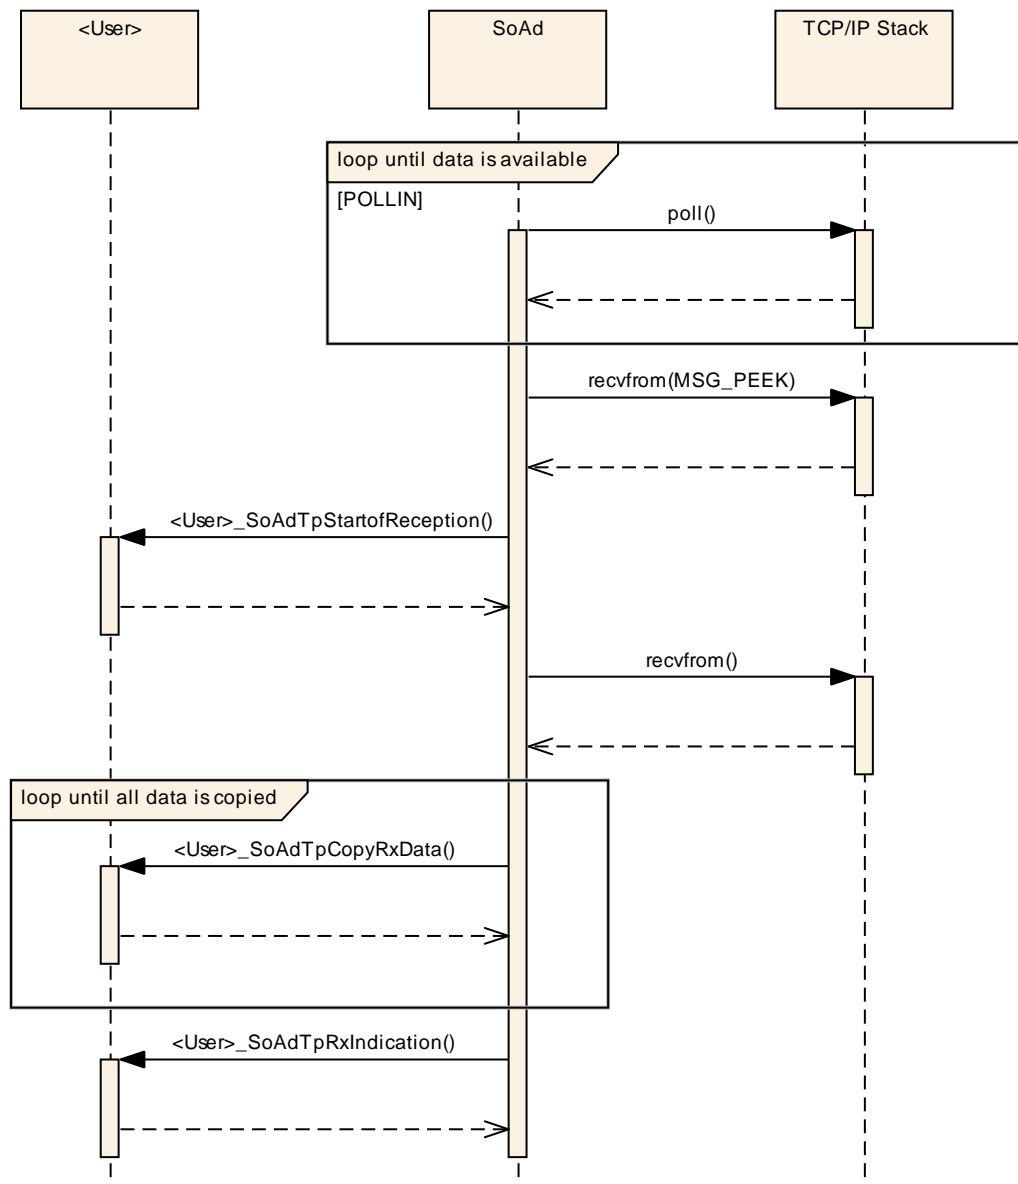 <User>
SoAd
TCP/IP Stack
loop until data is available
[POLLIN]
poll()
recvfrom(MSG_PEEK)
<User>_SoAdTpStartofReception()
recvfrom()
loop until all data is copied
<User>_SoAdTpCopyRxData()
<User>_SoAdTpRxIndication()